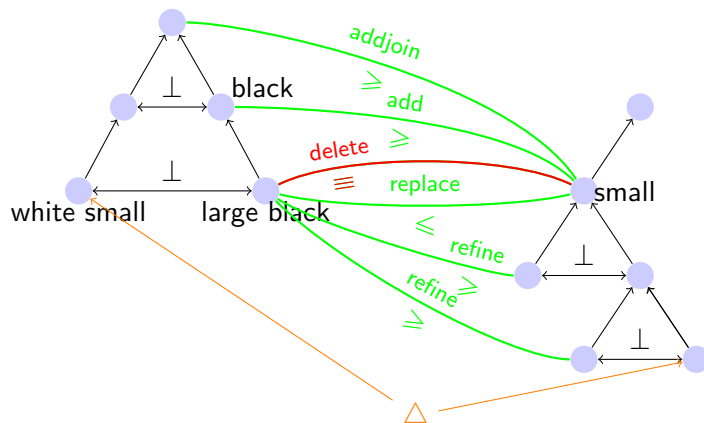 addjoin
⩾
⊥
black
add
⩾
delete
⊥
≡
replace
small
white small
large black
⩽
refine
⊥
refine
⩾
⩾
⊥
△